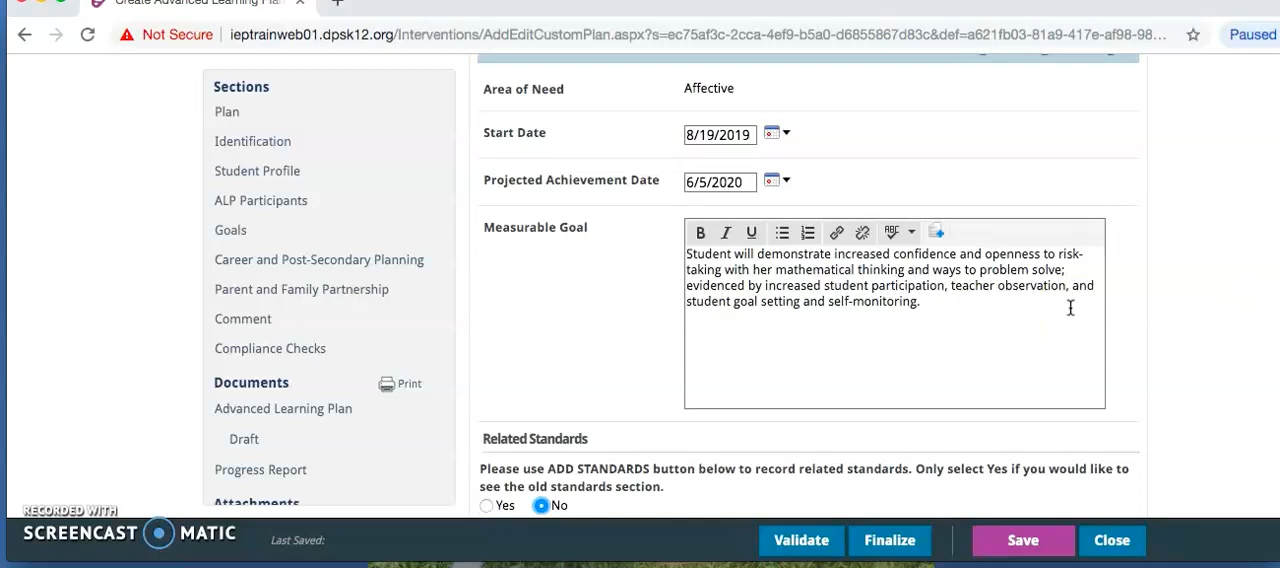 Create Advanced Learning Plan
Not Secure | ieptrainweb01.dpsk12.org/Interventions/AddEditCustomPlan.aspx?s=ec75af3c-2cca-4ef9-b5a0-d6855867d83c&def=a621fb03-81a9-417e-af98-98...
Paused
Sections
Plan
Identification
Student Profile
ALP Participants
Goals
Career and Post-Secondary Planning
Parent and Family Partnership
Comment
Compliance Checks
Documents
Print
Advanced Learning Plan
Draft
Progress Report
Attachments
Area of Need
Affective
Start Date
8/19/2019
Projected Achievement Date
6/5/2020
Measurable Goal
B I U ABC
Student will demonstrate increased confidence and openness to risk-
taking with her mathematical thinking and ways to problem solve;
evidenced by increased student participation, teacher observation, and
student goal setting and self-monitoring.
Related Standards
Please use ADD STANDARDS button below to record related standards. Only select Yes if you would like to
see the old standards section.
Yes No
RECORDED WITH
SCREENCAST MATIC
Last Saved:
Validate
Finalize
Save
Close